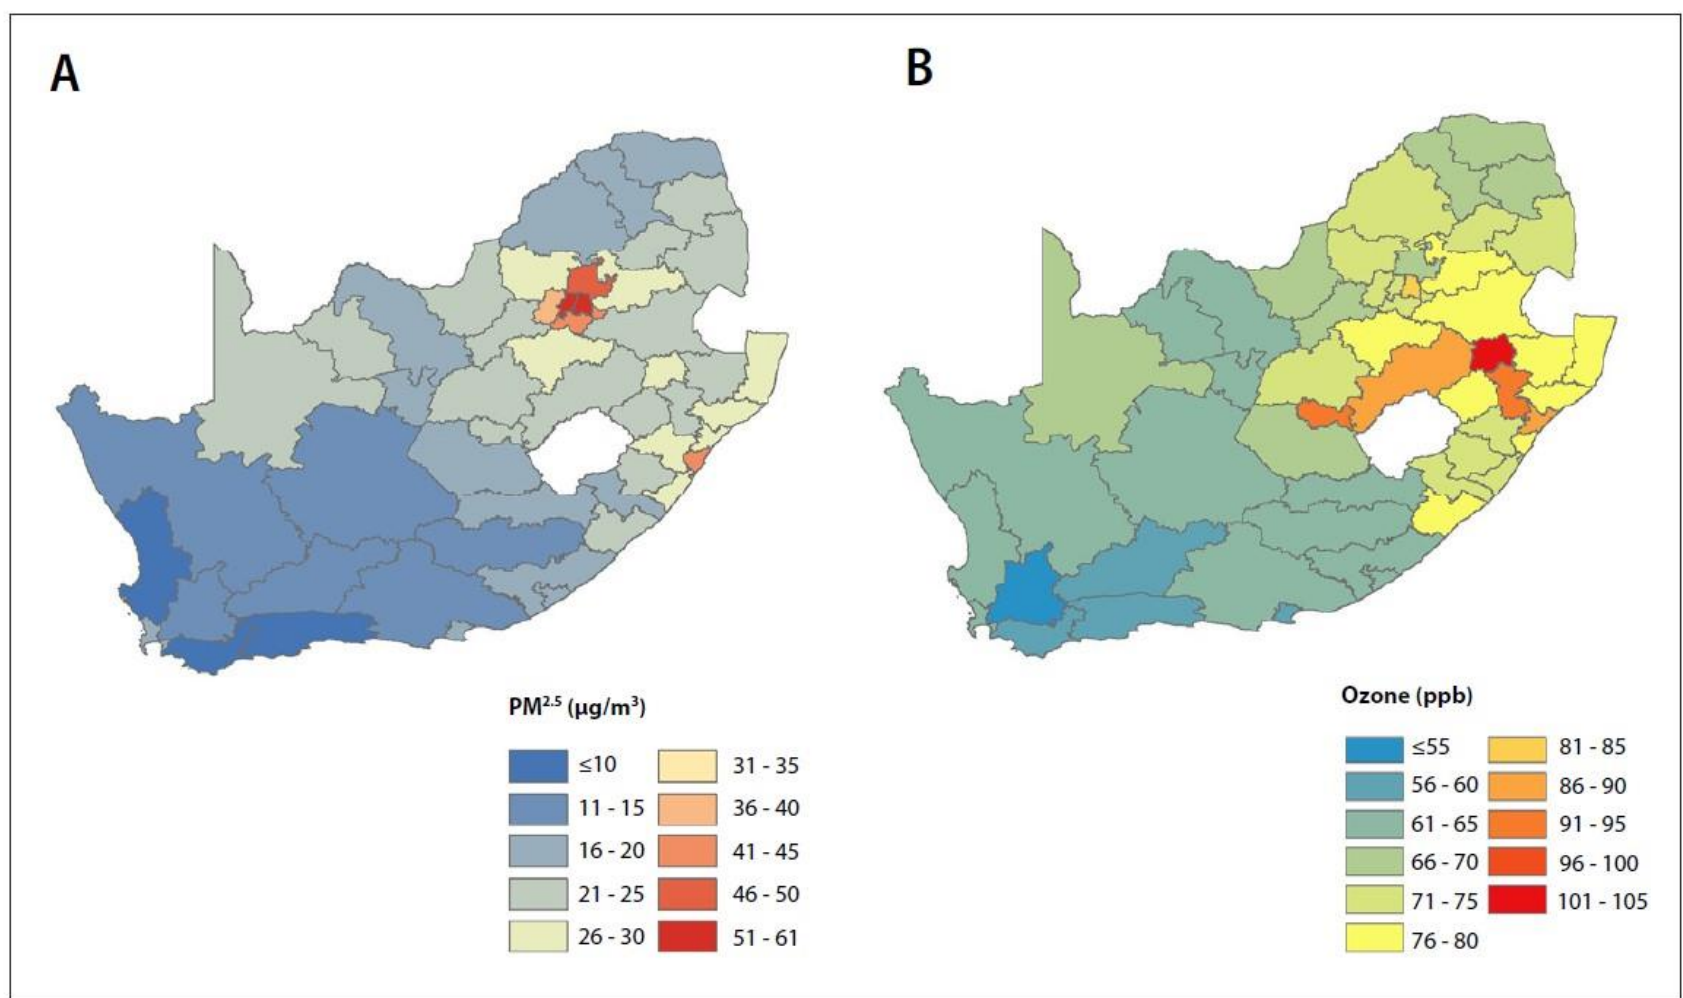 A
B
PM2.5 (µg/m3)
≤10
11 - 15
16 - 20
21 - 25
26 - 30
31 - 35
36 - 40
41 - 45
46 - 50
51 - 61
Ozone (ppb)
≤55
56 - 60
61 - 65
66 - 70
71 - 75
76 - 80
81 - 85
86 - 90
91 - 95
96 - 100
101 - 105